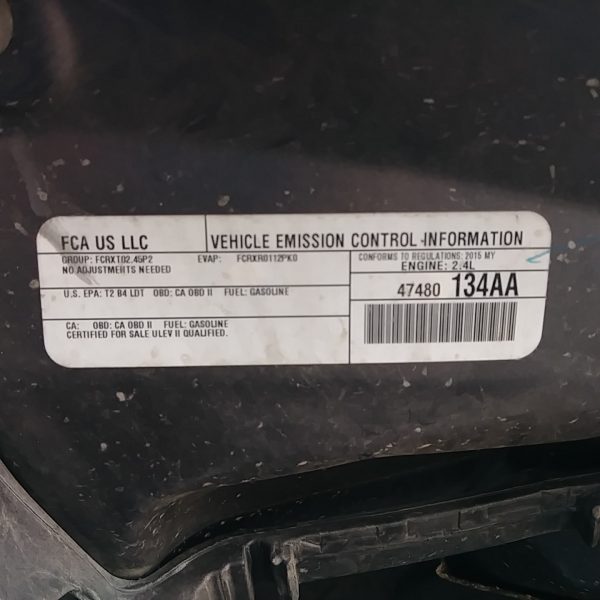 FCA US LLC
VEHICLE EMISSION CONTROL INFORMATION
GROUP: FCRXT02.45P2 EVAP: FCRXR0112PK0
NO ADJUSTMENTS NEEDED
CONFORMS TO REGULATIONS: 2015 MY
ENGINE: 2.4L
U.S. EPA: T2 B4 LDT OBD: CA OBD II FUEL: GASOLINE
47480 134AA
CA: OBD: CA OBD II FUEL: GASOLINE
CERTIFIED FOR SALE ULEV II QUALIFIED.